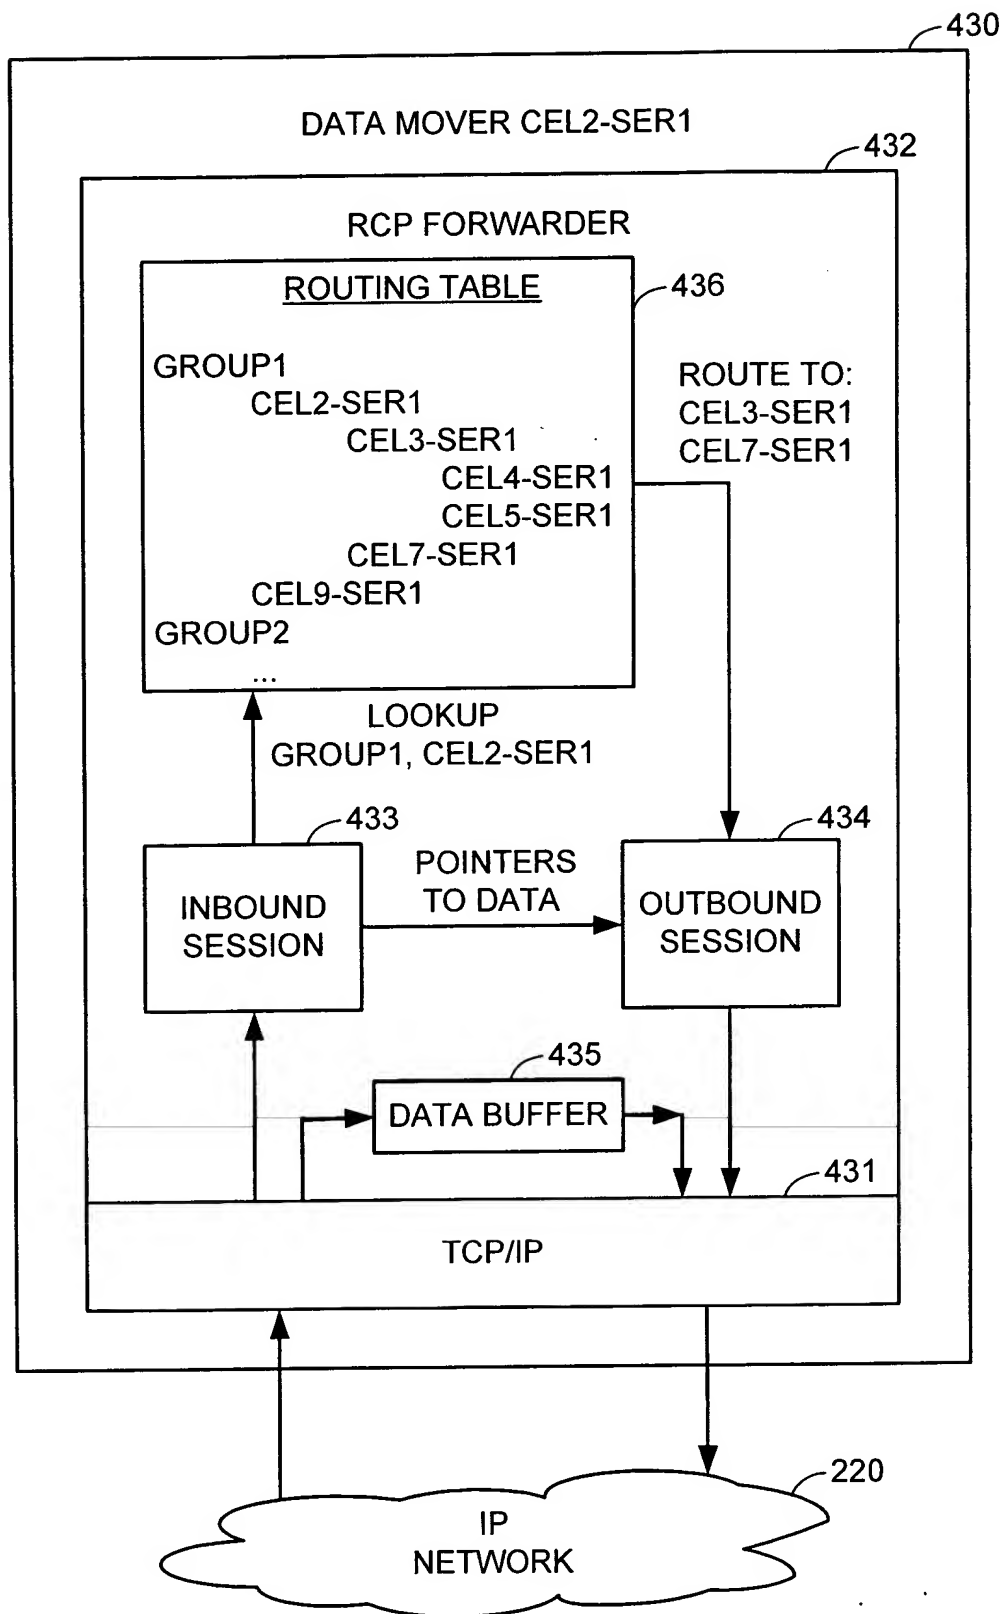 430
DATA MOVER CEL2-SER1
432
RCP FORWARDER
ROUTING TABLE
436
GROUP1
CEL2-SER1
CEL3-SER1
CEL4-SER1
CEL5-SER1
CEL7-SER1
CEL9-SER1
GROUP2
...
ROUTE TO:
CEL3-SER1
CEL7-SER1
LOOKUP
GROUP1, CEL2-SER1
433
INBOUND
SESSION
POINTERS
TO DATA
434
OUTBOUND
SESSION
435
DATA BUFFER
431
TCP/IP
220
IP
NETWORK